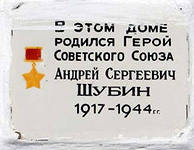 В ЭТОМ ДОМЕ
РОДИЛСЯ ГЕРОЙ
СОВЕТСКОГО СОЮЗА
АНДРЕЙ СЕРГЕЕВИЧ
ШУБИН
1917-1944гг.